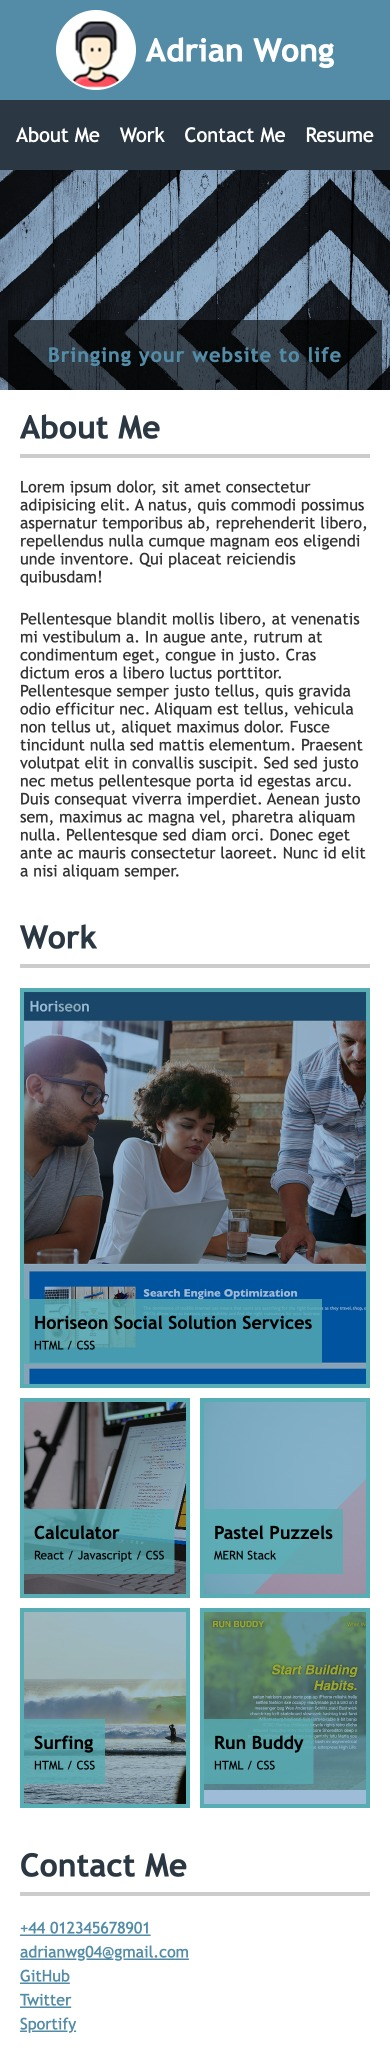 Adrian Wong
About Me Work Contact Me Resume
Bringing your website to life
About Me
Lorem ipsum dolor, sit amet consectetur
adipisicing elit. A natus, quis commodi possimus
aspernatur temporibus ab, reprehenderit libero,
repellendus nulla cumque magnam eos eligendi
unde inventore. Qui placeat reiciendis
quibusdam!
Pellentesque blandit mollis libero, at venenatis
mi vestibulum a. In augue ante, rutrum at
condimentum eget, congue in justo. Cras
dictum eros a libero luctus porttitor.
Pellentesque semper justo tellus, quis gravida
odio efficitur nec. Aliquam est tellus, vehicula
non tellus ut, aliquet maximus dolor. Fusce
tincidunt nulla sed mattis elementum. Praesent
volutpat elit in convallis suscipit. Sed sed justo
nec metus pellentesque porta id egestas arcu.
Duis consequat viverra imperdiet. Aenean justo
sem, maximus ac magna vel, pharetra aliquam
nulla. Pellentesque sed diam orci. Donec eget
ante ac mauris consectetur laoreet. Nunc id elit
a nisi aliquam semper.
Work
Horiseon
Search Engine Optimization
Horiseon Social Solution Services
HTML / CSS
Calculator
React / Javascript / CSS
Pastel Puzzels
MERN Stack
Surfing
HTML / CSS
RUN BUDDY
Start Building
Habits.
Run Buddy
HTML / CSS
Contact Me
+44 012345678901
adrianwg04@gmail.com
GitHub
Twitter
Sportify